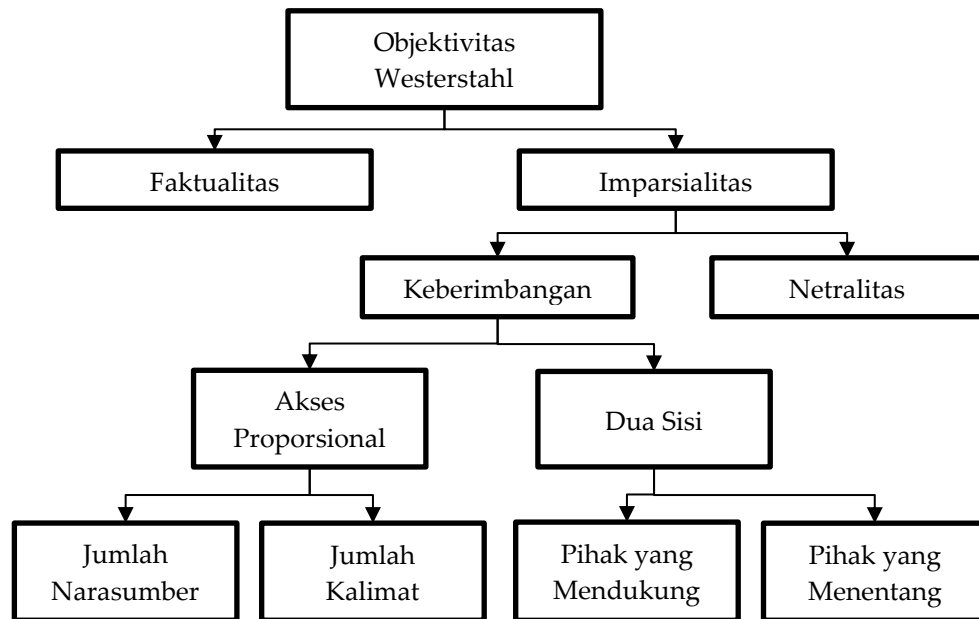 Objektivitas
Westerstahl
Faktualitas
Imparsialitas
Keberimbangan
Netralitas
Akses
Proporsional
Dua Sisi
Jumlah
Narasumber
Jumlah
Kalimat
Pihak yang
Mendukung
Pihak yang
Menentang